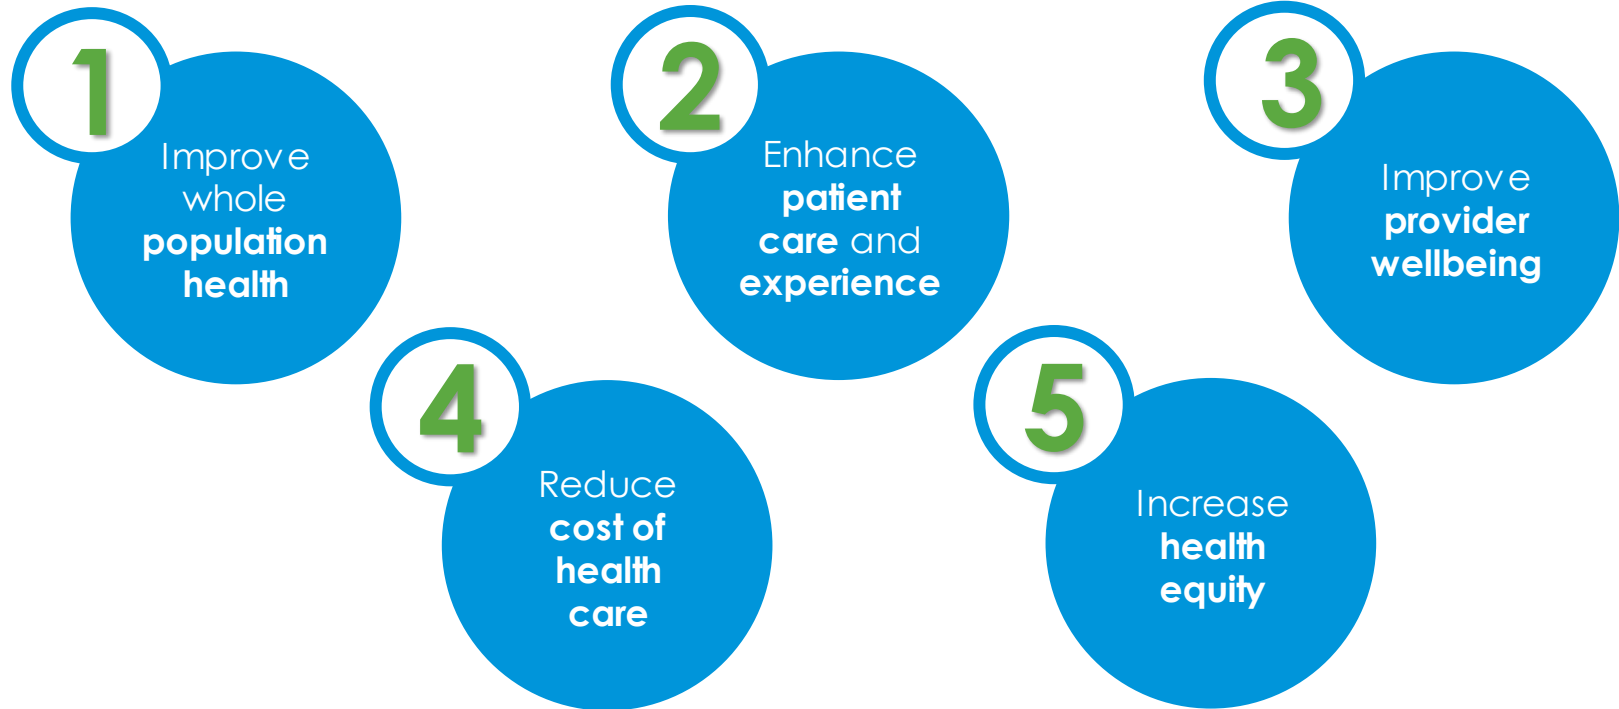 1
Improve
whole
population
health
2
Enhance
patient
care and
experience
3
Improve
provider
wellbeing
4
Reduce
cost of
health
care
5
Increase
health
equity